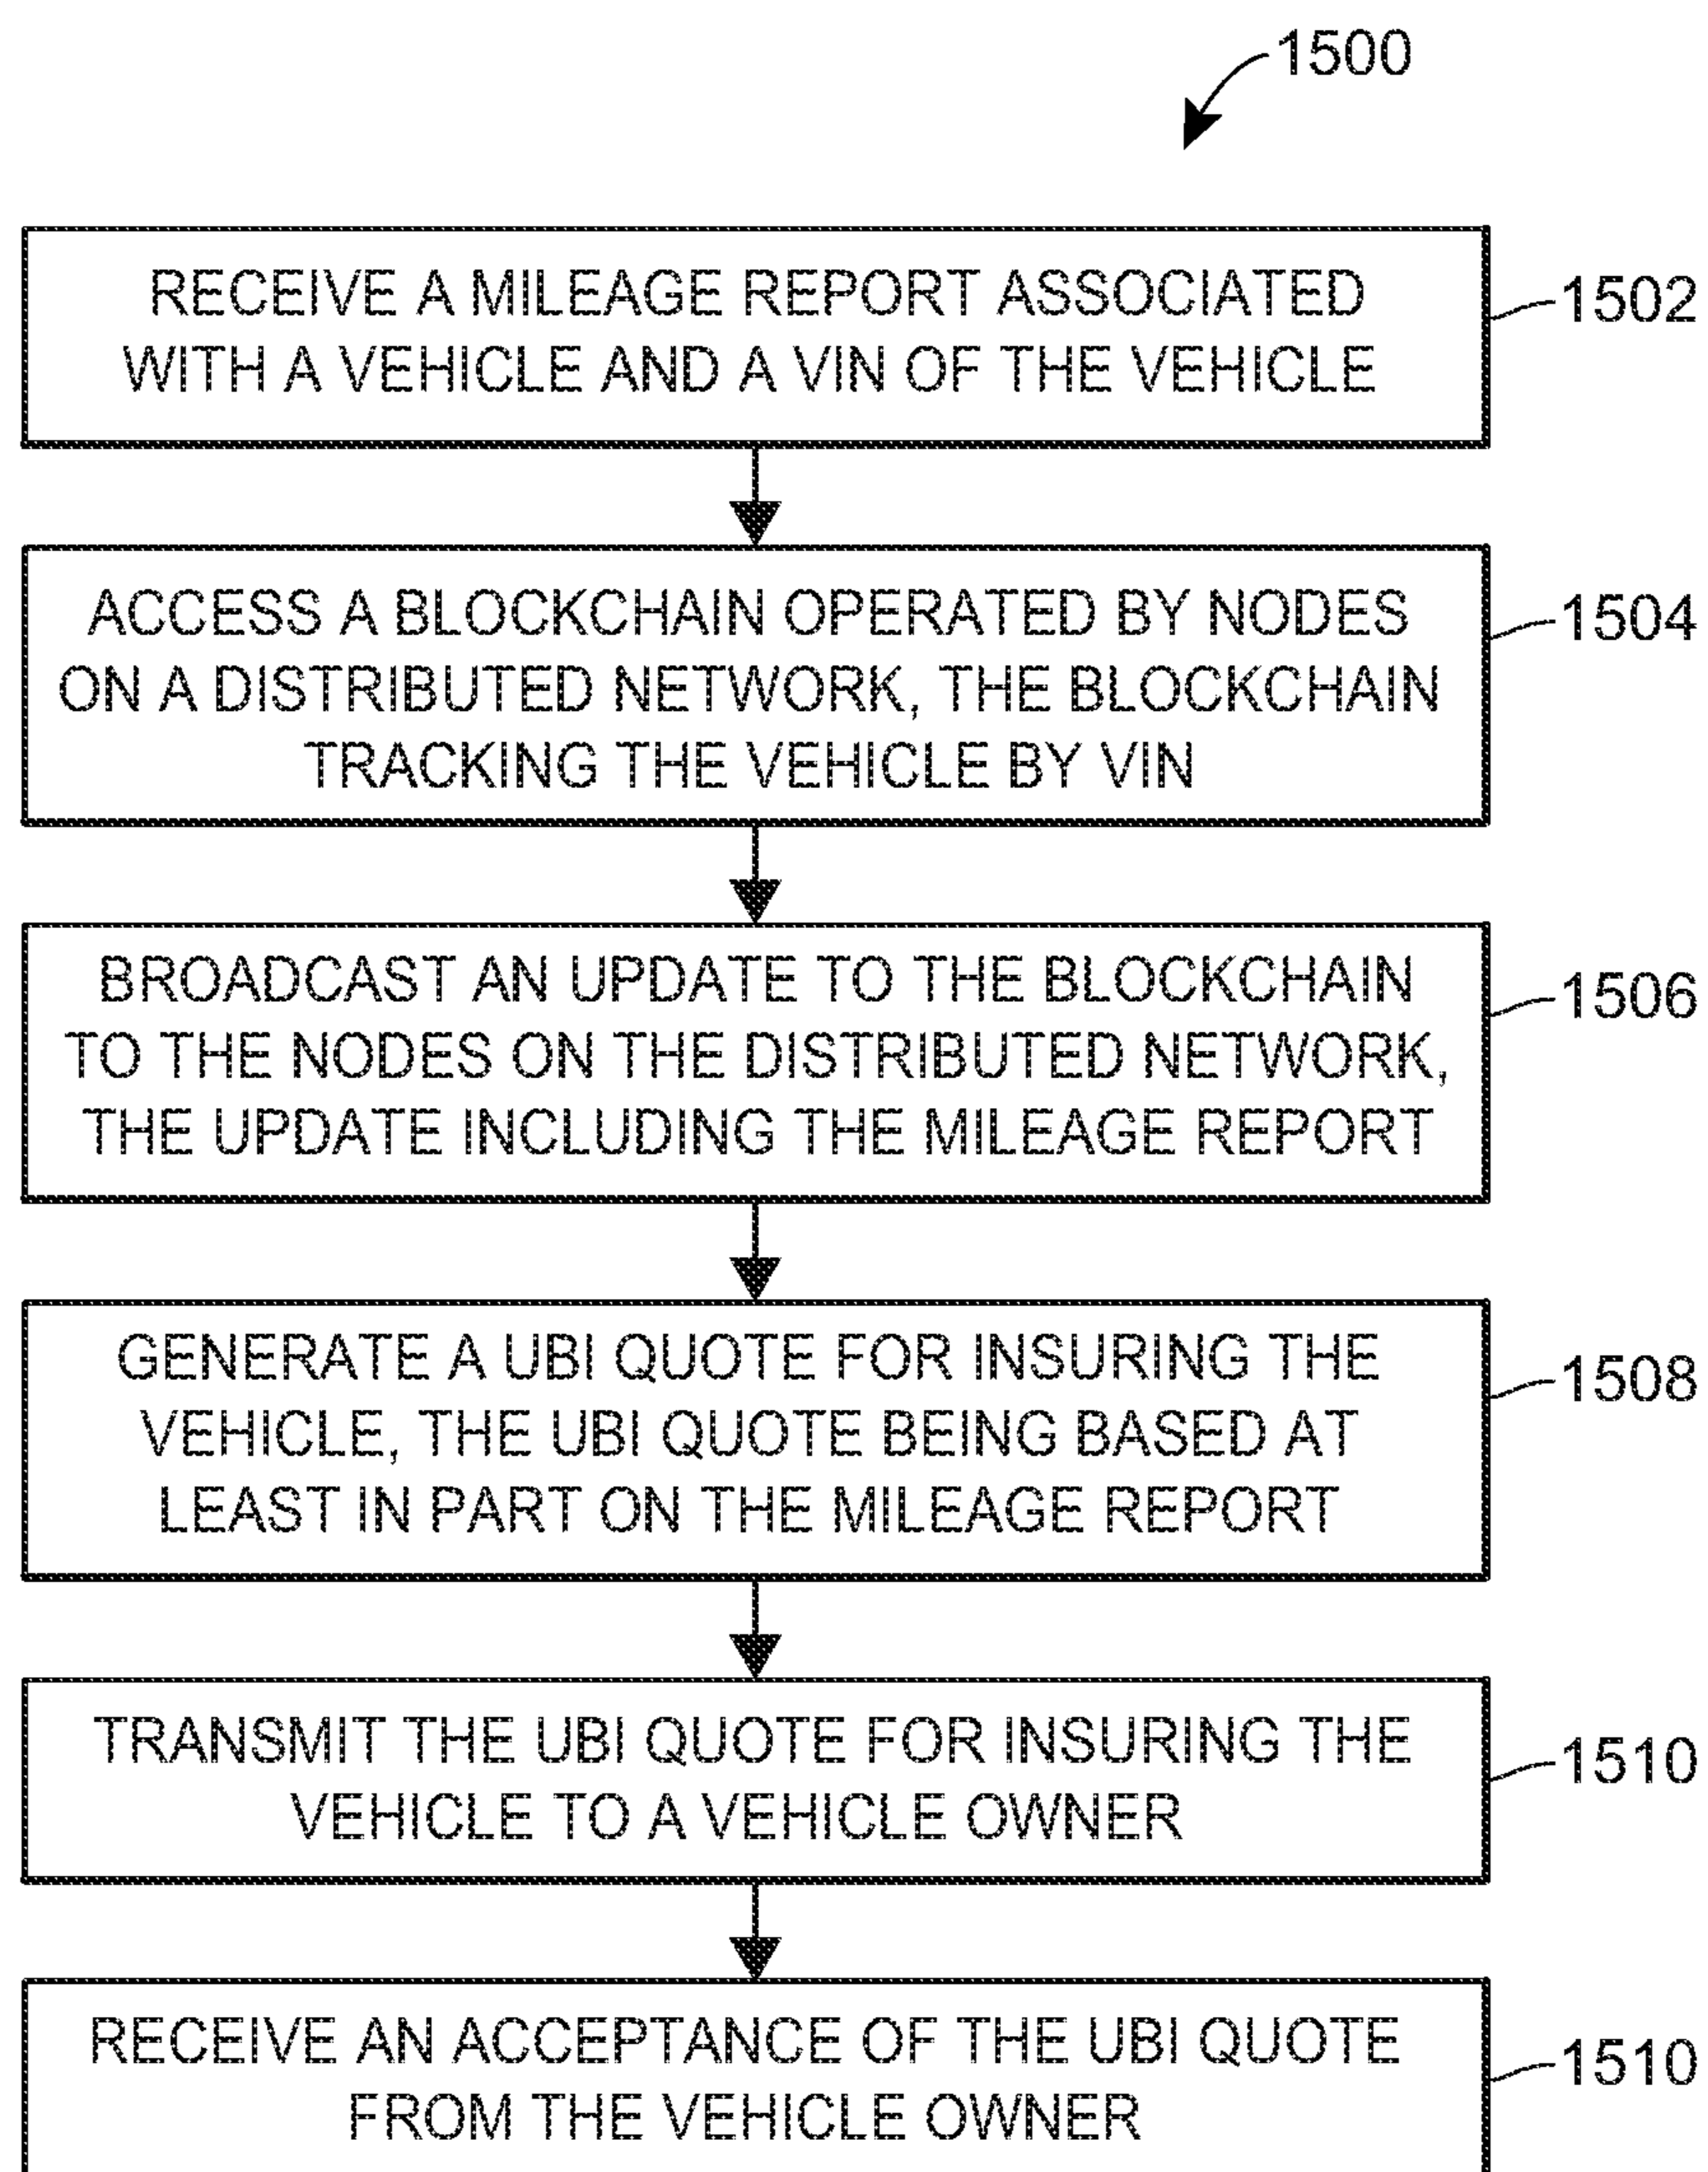 1500
RECEIVE A MILEAGE REPORT ASSOCIATED
WITH A VEHICLE AND A VIN OF THE VEHICLE
1502
ACCESS A BLOCKCHAIN OPERATED BY NODES
ON A DISTRIBUTED NETWORK, THE BLOCKCHAIN
TRACKING THE VEHICLE BY VIN
1504
BROADCAST AN UPDATE TO THE BLOCKCHAIN
TO THE NODES ON THE DISTRIBUTED NETWORK,
THE UPDATE INCLUDING THE MILEAGE REPORT
1506
GENERATE A UBI QUOTE FOR INSURING THE
VEHICLE, THE UBI QUOTE BEING BASED AT
LEAST IN PART ON THE MILEAGE REPORT
1508
TRANSMIT THE UBI QUOTE FOR INSURING THE
VEHICLE TO A VEHICLE OWNER
1510
RECEIVE AN ACCEPTANCE OF THE UBI QUOTE
FROM THE VEHICLE OWNER
1510